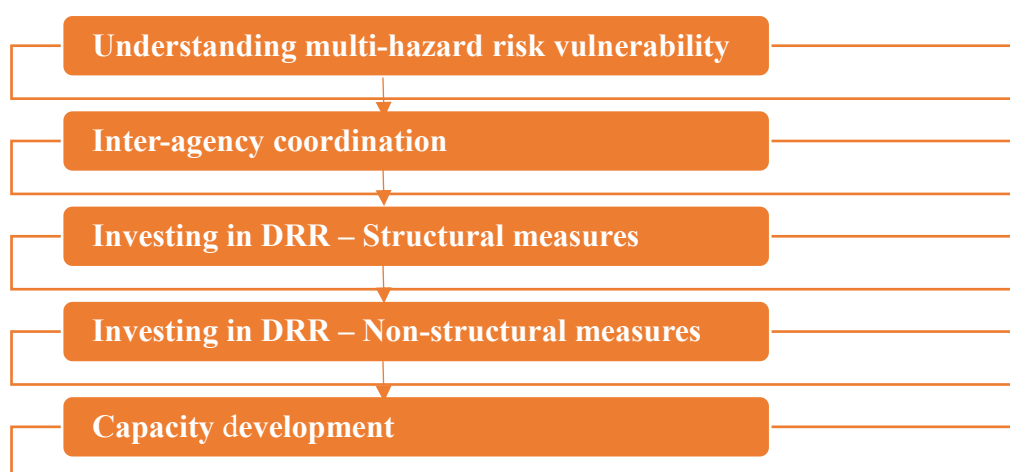 Understanding multi-hazard risk vulnerability
Inter-agency coordination
Investing in DRR – Structural measures
Investing in DRR – Non-structural measures
Capacity development